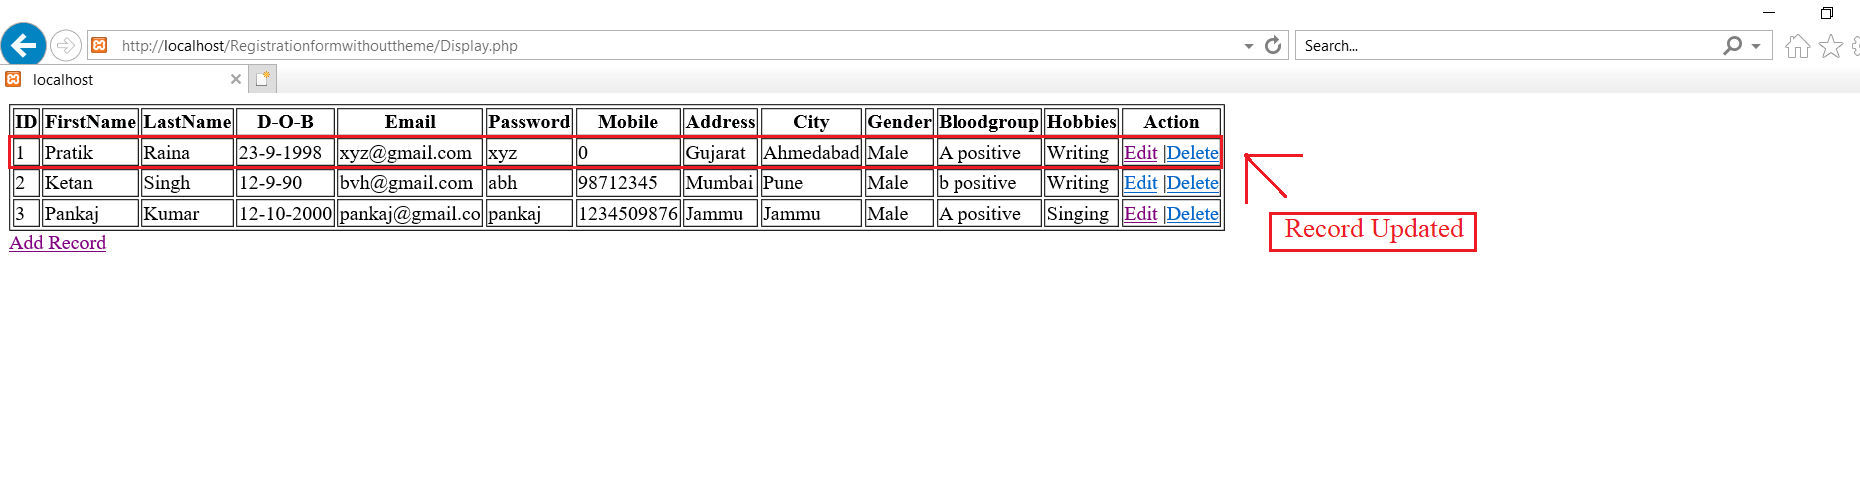 http://localhost/Registrationformwithouttheme/Display.php Search...
localhost
ID FirstName LastName D-O-B Email Password Mobile Address City Gender Bloodgroup Hobbies Action
1 Pratik Raina 23-9-1998 xyz@gmail.com xyz 0 Gujarat Ahmedabad Male A positive Writing Edit |Delete
2 Ketan Singh 12-9-90 bvh@gmail.com abh 98712345 Mumbai Pune Male b positive Writing Edit |Delete
3 Pankaj Kumar 12-10-2000 pankaj@gmail.co pankaj 1234509876 Jammu Jammu Male A positive Singing Edit |Delete
Record Updated
Add Record